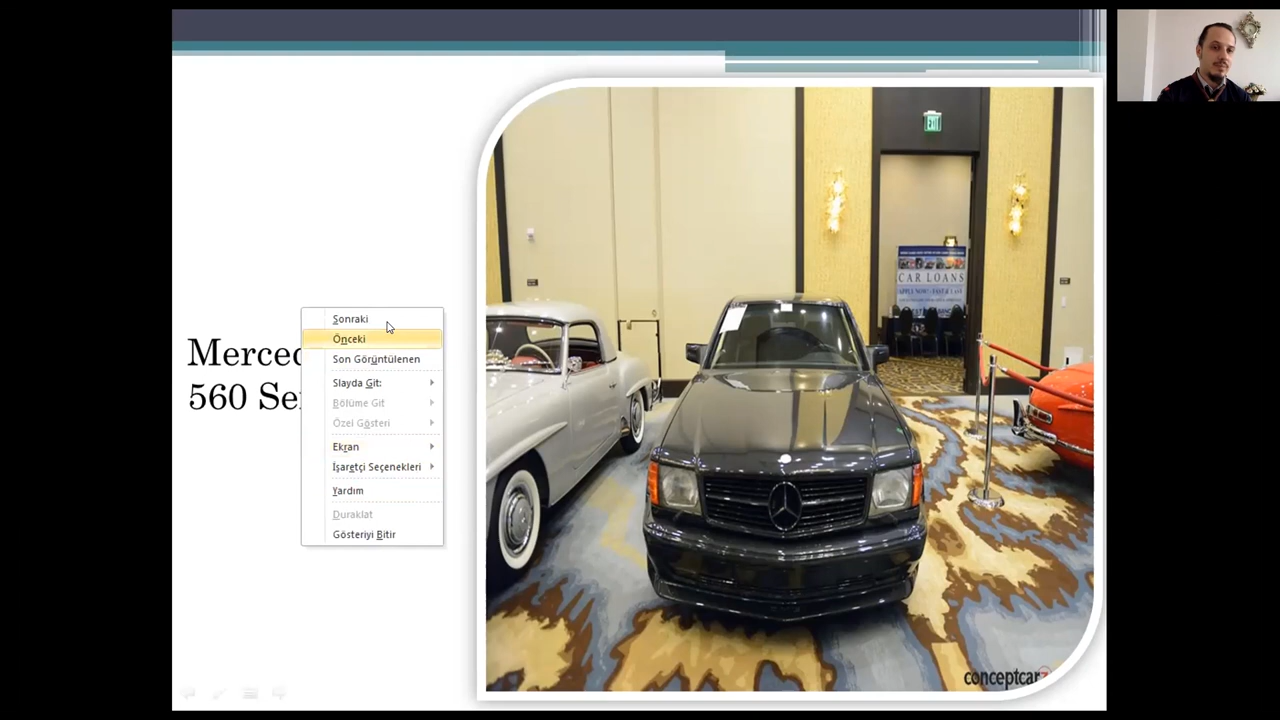 Merced
560 Se
Sonraki
Önceki
Son Görüntülenen
Slayda Git:
Bölüme Git
Özel Gösteri
Ekran
İşaretçi Seçenekleri
Yardım
Duraklat
Gösteriyi Bitir
EXIT
CAR LOANS
conceptcarz